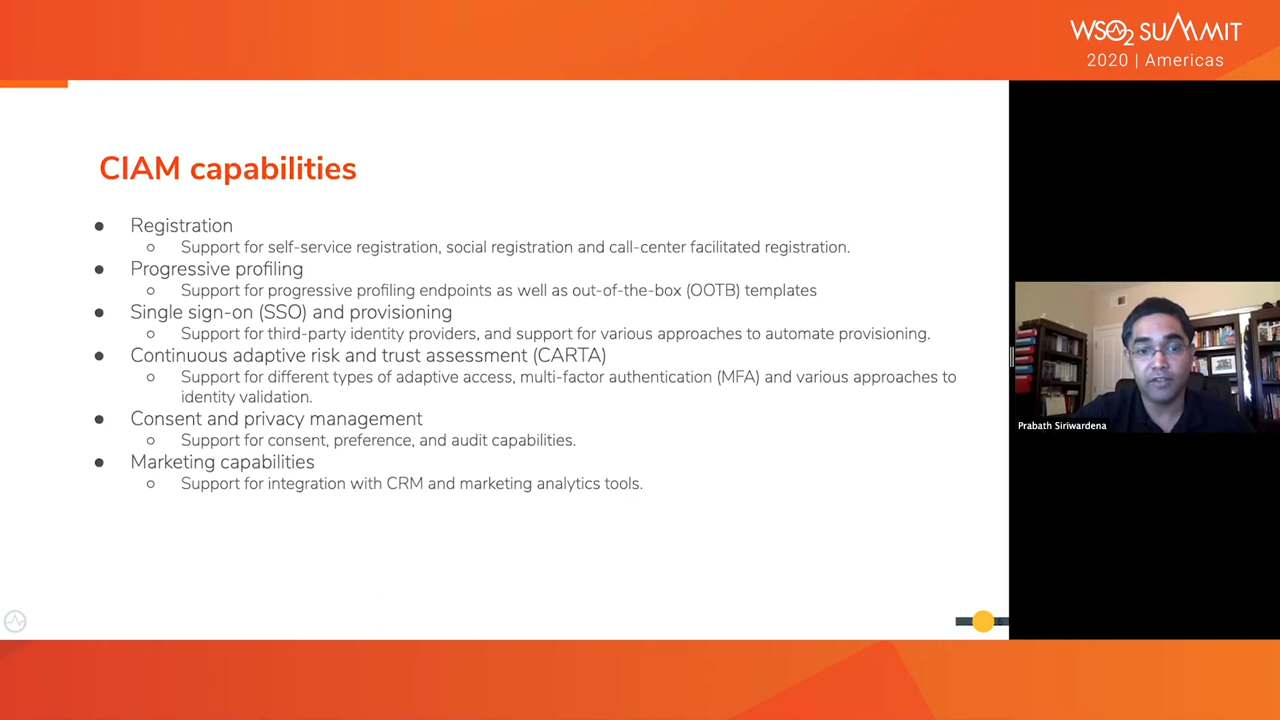 WSO2 SUMMIT
2020 | Americas
CIAM capabilities
● Registration
○ Support for self-service registration, social registration and call-center facilitated registration.
● Progressive profiling
○ Support for progressive profiling endpoints as well as out-of-the-box (OOTB) templates
● Single sign-on (SSO) and provisioning
○ Support for third-party identity providers, and support for various approaches to automate provisioning.
● Continuous adaptive risk and trust assessment (CARTA)
○ Support for different types of adaptive access, multi-factor authentication (MFA) and various approaches to
identity validation.
● Consent and privacy management
○ Support for consent, preference, and audit capabilities.
● Marketing capabilities
○ Support for integration with CRM and marketing analytics tools.
Prabath Siriwardena